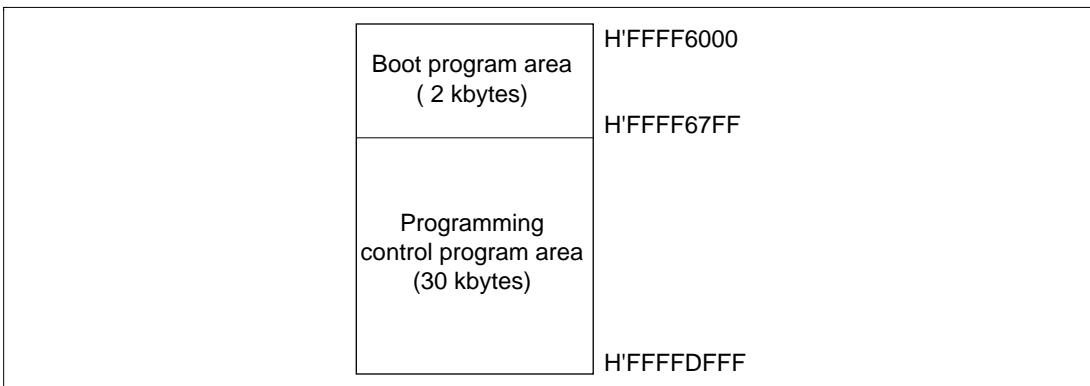 H'FFFF6000
Boot program area
( 2 kbytes)
H'FFFF67FF
Programming
control program area
(30 kbytes)
H'FFFFDFFF